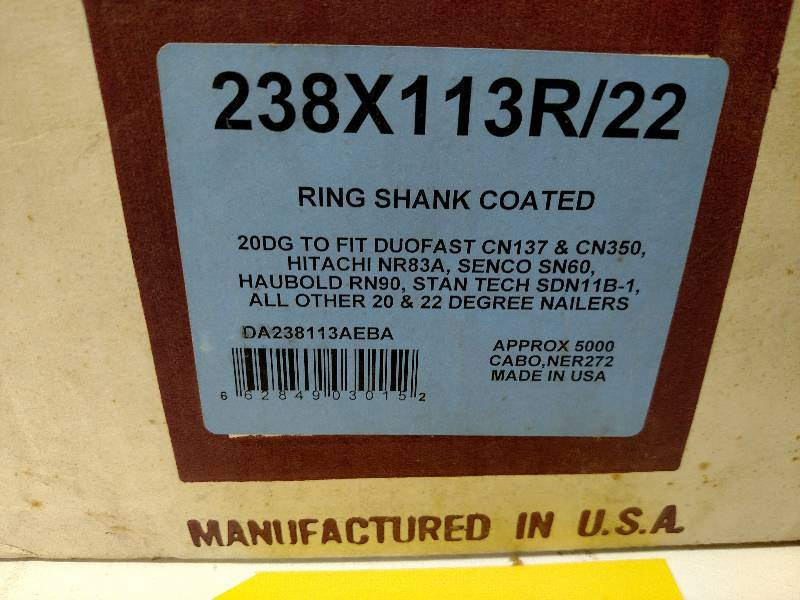 238X113R/22
RING SHANK COATED
20DG TO FIT DUOFAST CN137 & CN350,
HITACHI NR83A, SENCO SN60,
HAUBOLD RN90, STAN TECH SDN11B-1,
ALL OTHER 20 & 22 DEGREE NAILERS
DA238113AEBA
6 62849 03015 2
APPROX 5000
CABO,NER272
MADE IN USA
MANUFACTURED IN U.S.A.